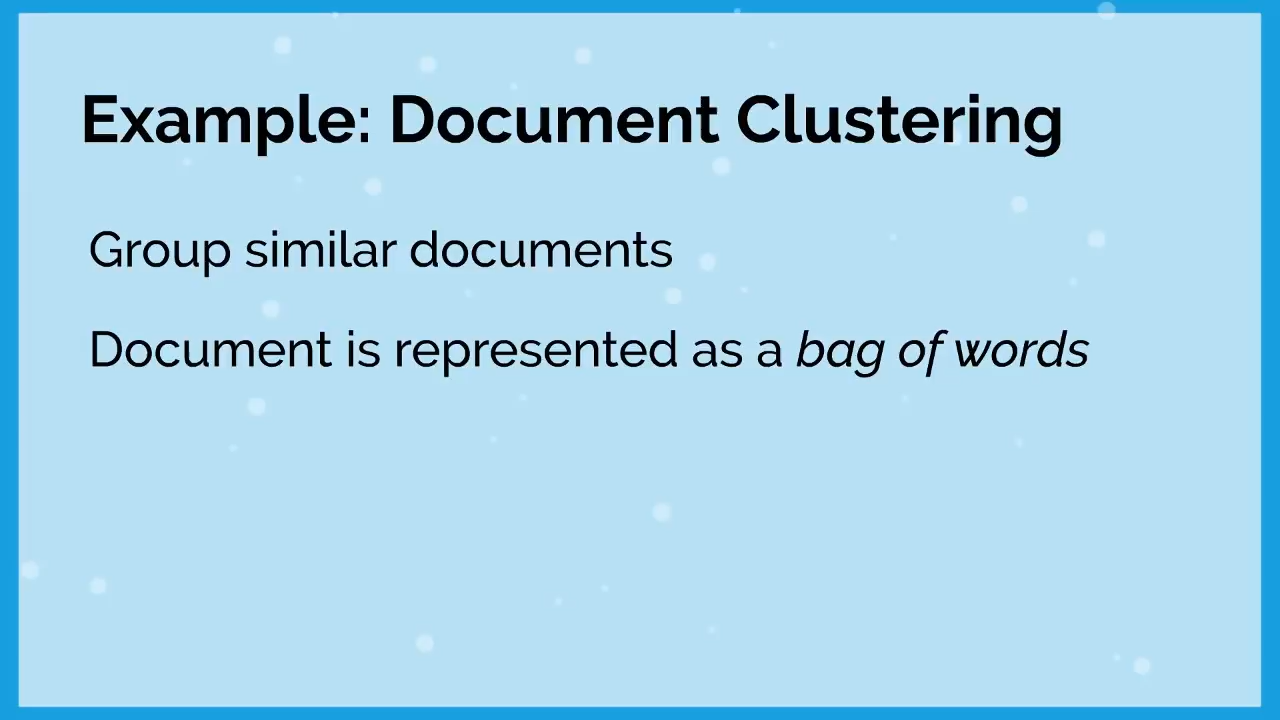 Example: Document Clustering
Group similar documents
Document is represented as a bag of words